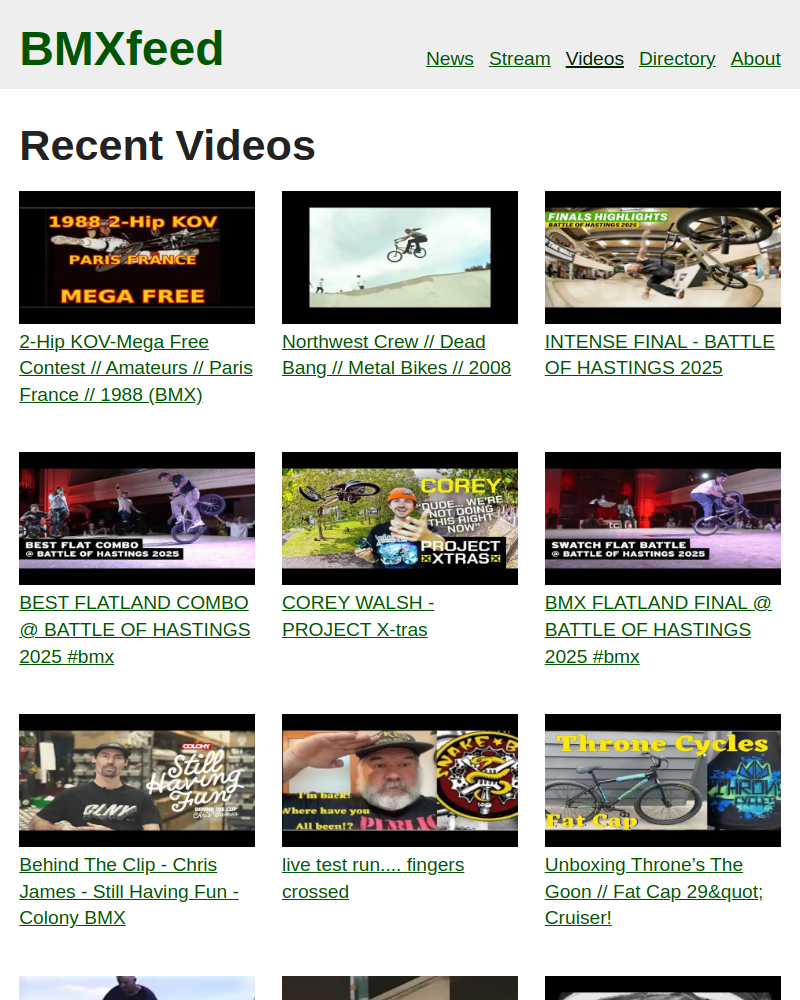 BMXfeed
News Stream Videos Directory About
Recent Videos
1988 2-Hip KOV
PARIS FRANCE
MEGA FREE
FINALS HIGHLIGHTS
BATTLE OF HASTINGS 2025
2-Hip KOV-Mega Free
Contest // Amateurs // Paris
France // 1988 (BMX)
Northwest Crew // Dead
Bang // Metal Bikes // 2008
INTENSE FINAL - BATTLE
OF HASTINGS 2025
BEST FLAT COMBO
@ BATTLE OF HASTINGS 2025
COREY
"DUDE... WE'RE
NOT DOING
THIS RIGHT
NOW"
PROJECT
XTRAS
SWATCH FLAT BATTLE
@ BATTLE OF HASTINGS 2025
BEST FLATLAND COMBO
@ BATTLE OF HASTINGS
2025 #bmx
COREY WALSH -
PROJECT X-tras
BMX FLATLAND FINAL @
BATTLE OF HASTINGS
2025 #bmx
COLONY
Still
Having
Fun
BEHIND THE CLIP
Chris James
CLNY
I'm back!
Where have you
All been!?
PUBLIC
Throne Cycles
Fat Cap
Behind The Clip - Chris
James - Still Having Fun -
Colony BMX
live test run.... fingers
crossed
Unboxing Throne’s The
Goon // Fat Cap 29&quot;
Cruiser!